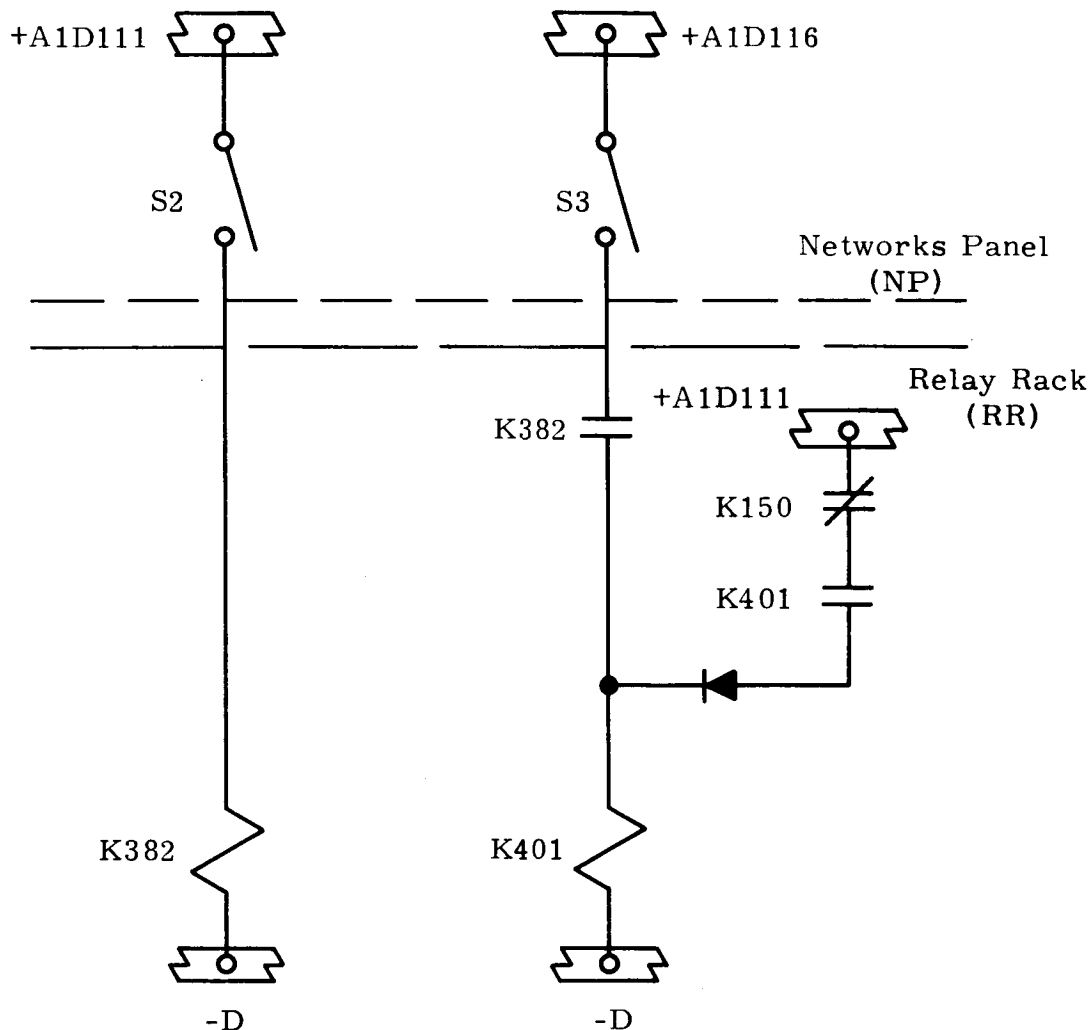 +A1D111
+A1D116
S2
S3
Networks Panel
(NP)
Relay Rack
(RR)
+A1D111
K382
K150
K401
K382
K401
-D
-D